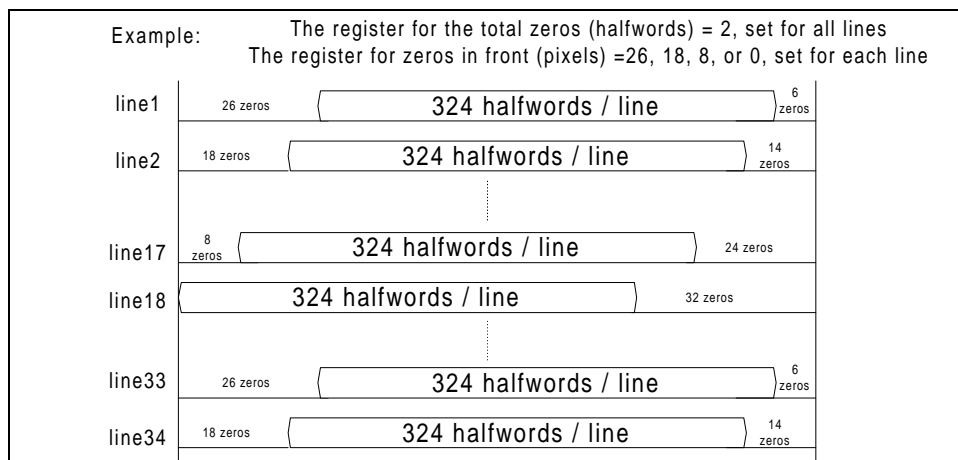 Example: The register for the total zeros (halfwords) = 2, set for all lines
The register for zeros in front (pixels) =26, 18, 8, or 0, set for each line
line1 26 zeros 324 halfwords / line 6 zeros
line2 18 zeros 324 halfwords / line 14 zeros
line17 8 zeros 324 halfwords / line 24 zeros
line18 324 halfwords / line 32 zeros
line33 26 zeros 324 halfwords / line 6 zeros
line34 18 zeros 324 halfwords / line 14 zeros